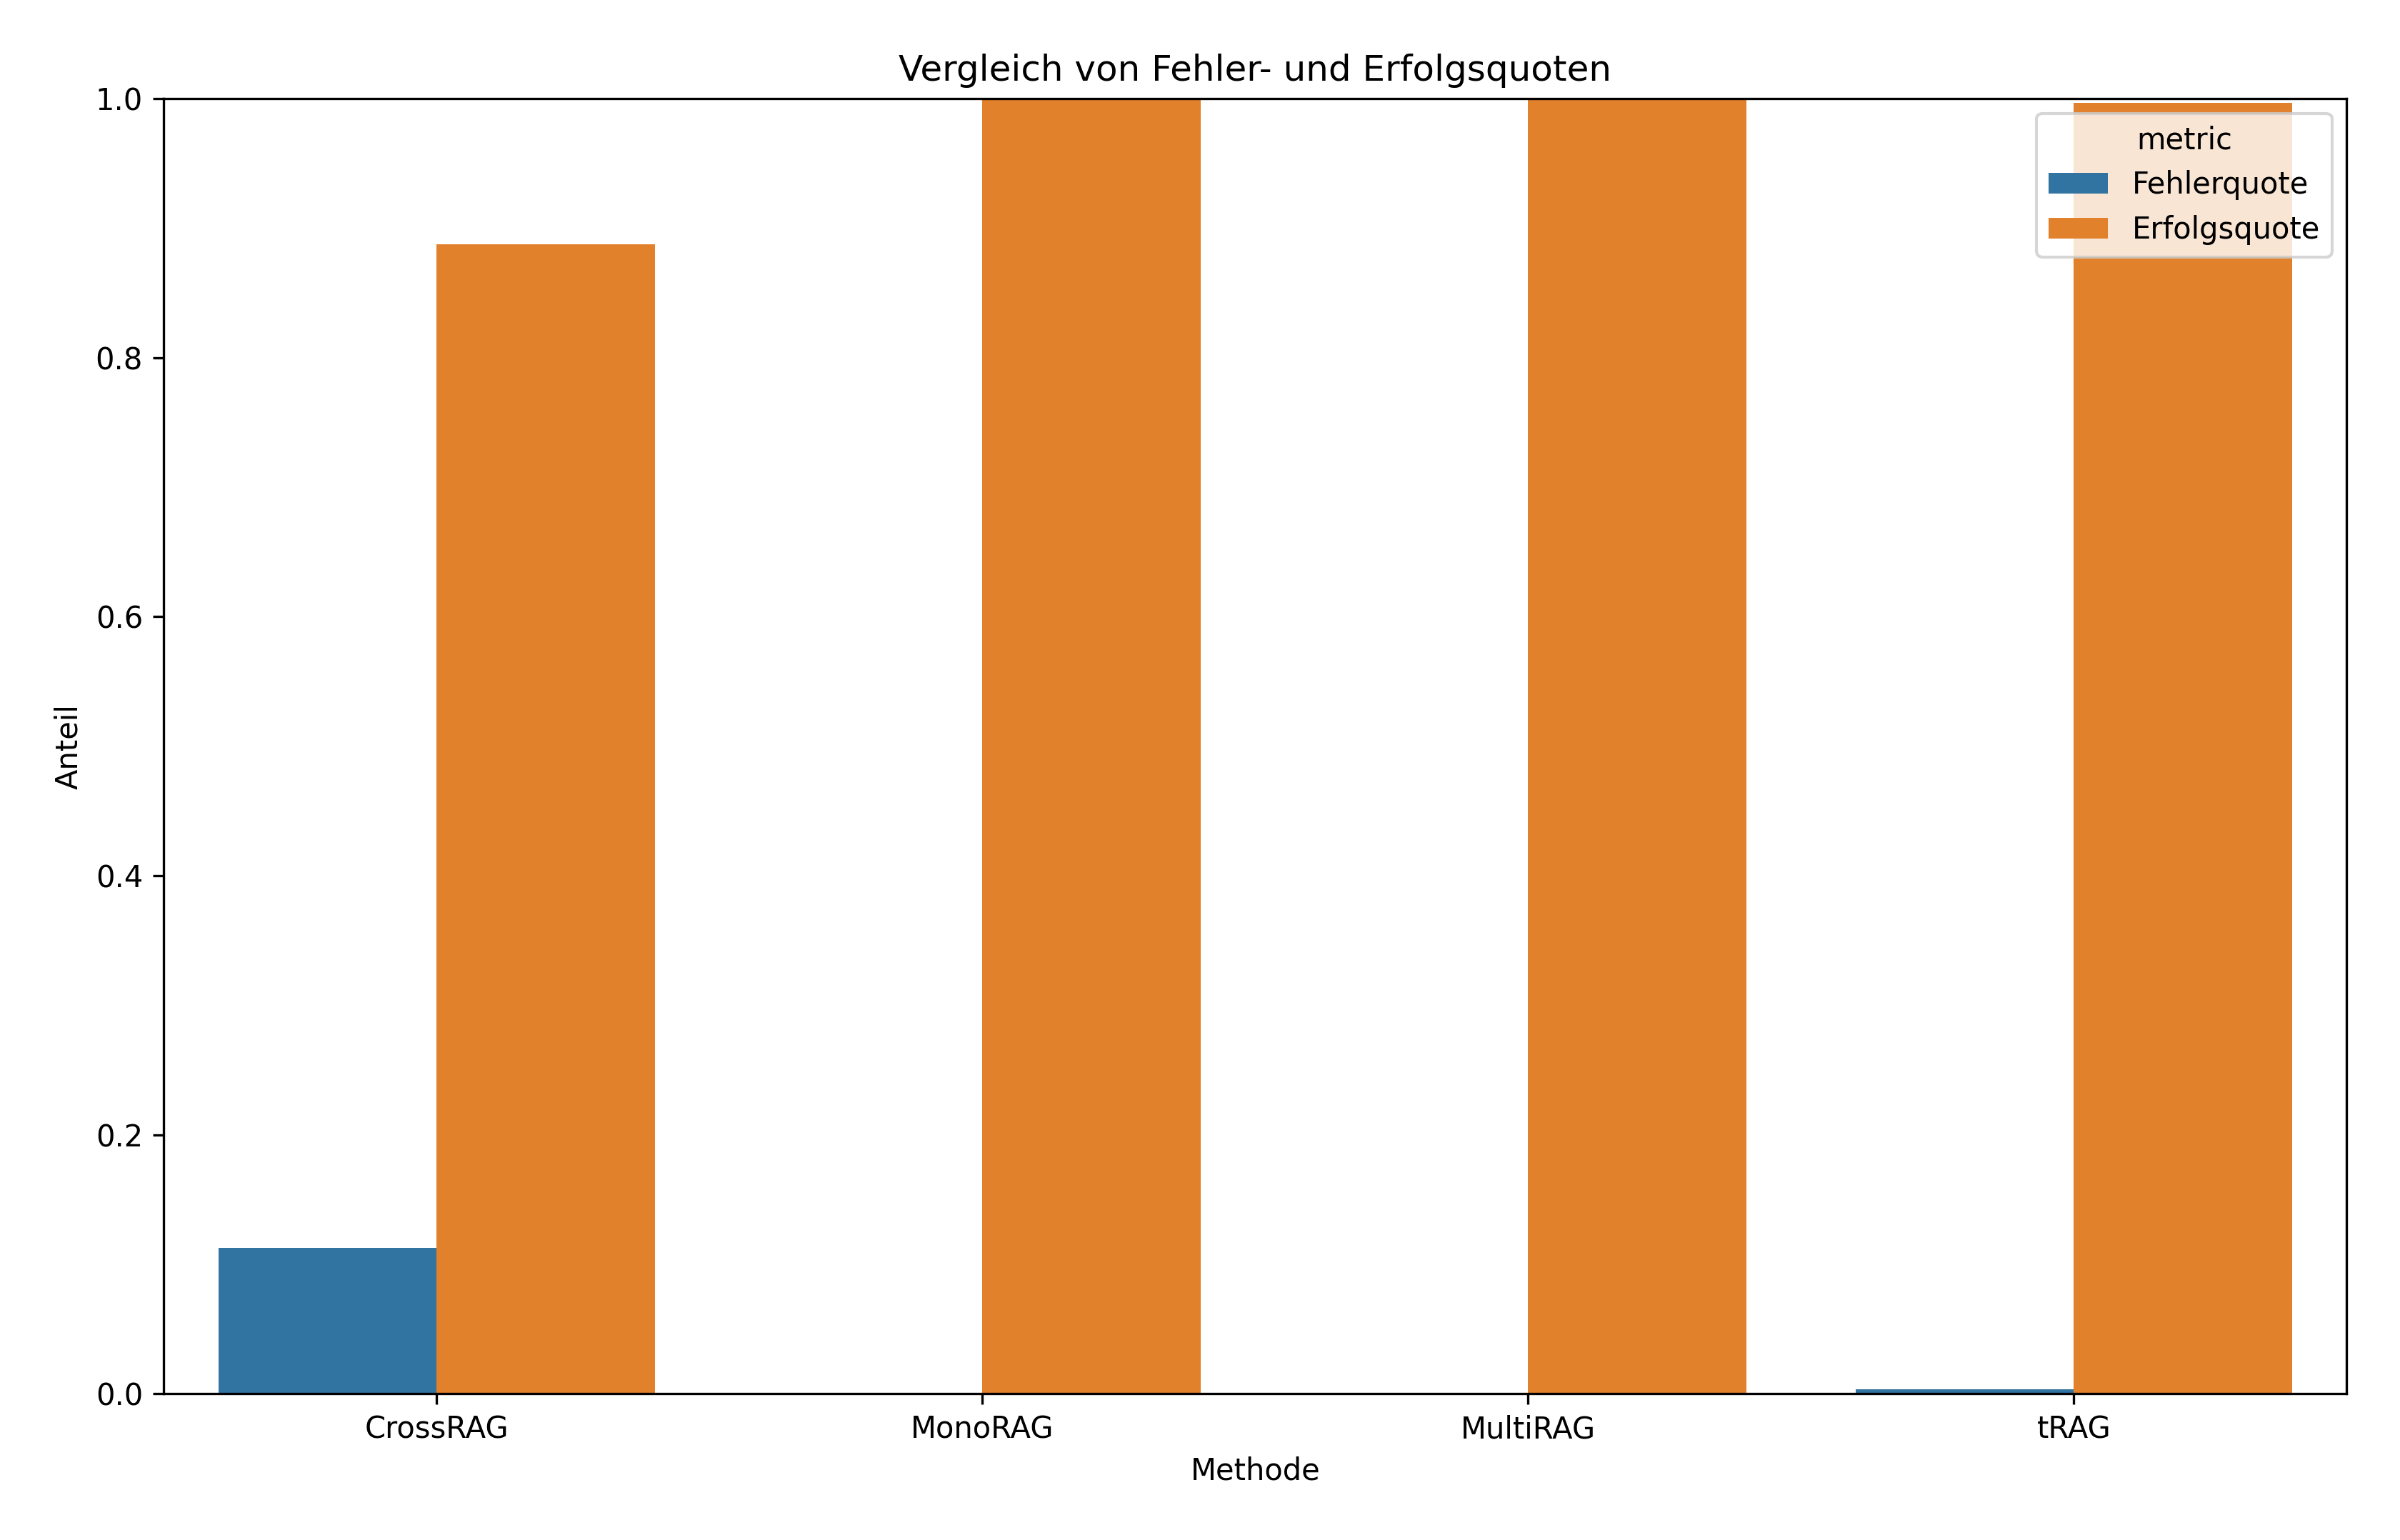 Vergleich von Fehler- und Erfolgsquoten
metric
Fehlerquote
Erfolgsquote
1.0
0.8
0.6
0.4
0.2
0.0
Anteil
CrossRAG
MonoRAG
MultiRAG
tRAG
Methode